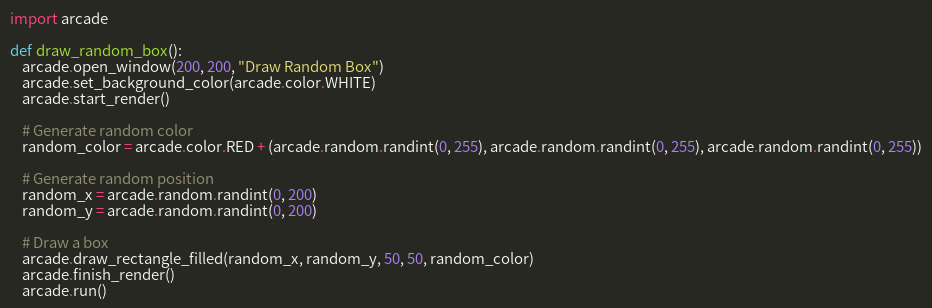 import arcade
def draw_random_box():
arcade.open_window(200, 200, "Draw Random Box")
arcade.set_background_color(arcade.color.WHITE)
arcade.start_render()
# Generate random color
random_color = arcade.color.RED + (arcade.random.randint(0, 255), arcade.random.randint(0, 255), arcade.random.randint(0, 255))
# Generate random position
random_x = arcade.random.randint(0, 200)
random_y = arcade.random.randint(0, 200)
# Draw a box
arcade.draw_rectangle_filled(random_x, random_y, 50, 50, random_color)
arcade.finish_render()
arcade.run()